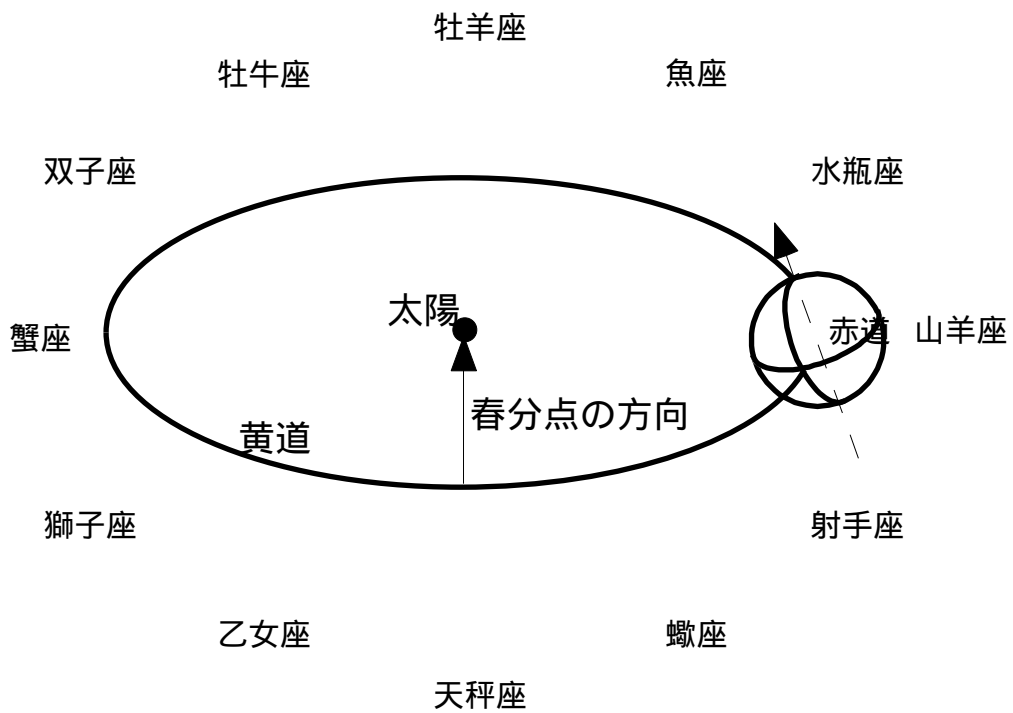 牡羊座
牡牛座
魚座
双子座
水瓶座
太陽
蟹座
赤道
山羊座
春分点の方向
黄道
獅子座
射手座
乙女座
蠍座
天秤座